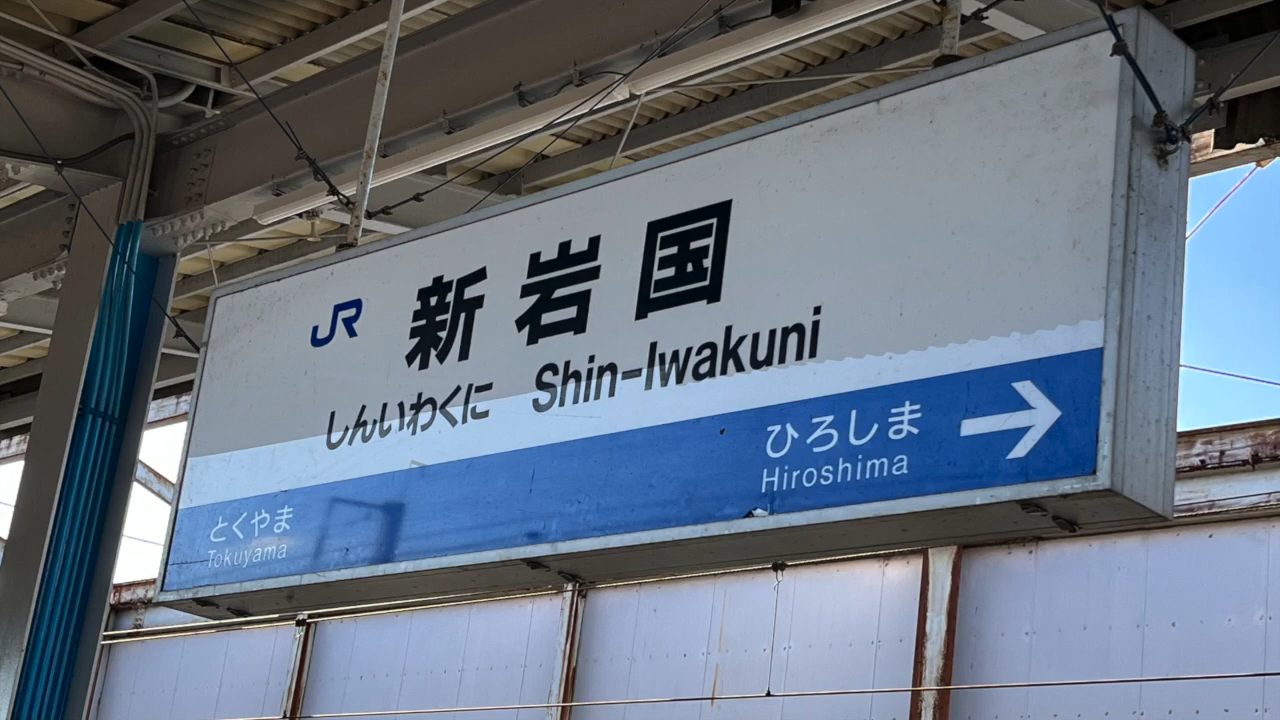 JR 新岩国
しんいわくに Shin-Iwakuni
ひろしま →
Hiroshima
とくやま
Tokuyama